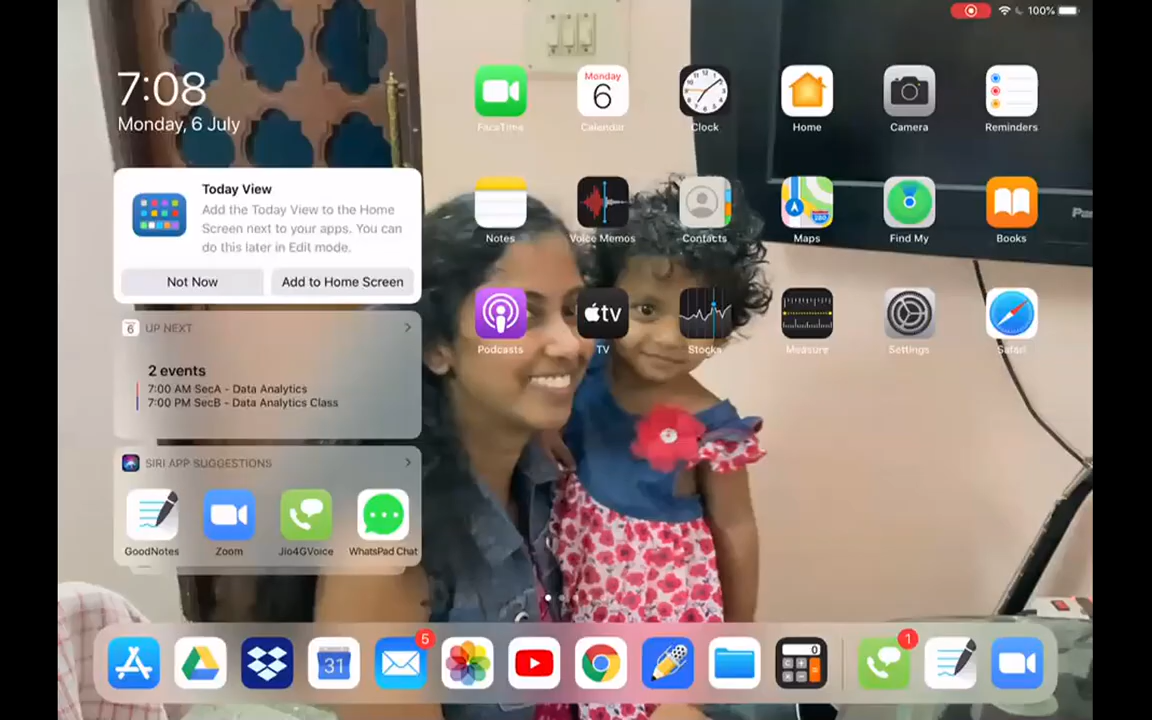 100%
7:08
Monday, 6 July
Today View
Add the Today View to the Home
Screen next to your apps. You can
do this later in Edit mode.
Not Now
Add to Home Screen
6
UP NEXT
2 events
7:00 AM SecA - Data Analytics
7:00 PM SecB - Data Analytics Class
SIRI APP SUGGESTIONS
GoodNotes
Zoom
Jio4GVoice
WhatsPad Chat
Monday
6
FaceTime
Calendar
Clock
Home
Camera
Reminders
280
Notes
Voice Memos
Contacts
Maps
Find My
Books
tv
Podcasts
TV
Stocks
Measure
Settings
Safari
31
5
0
1